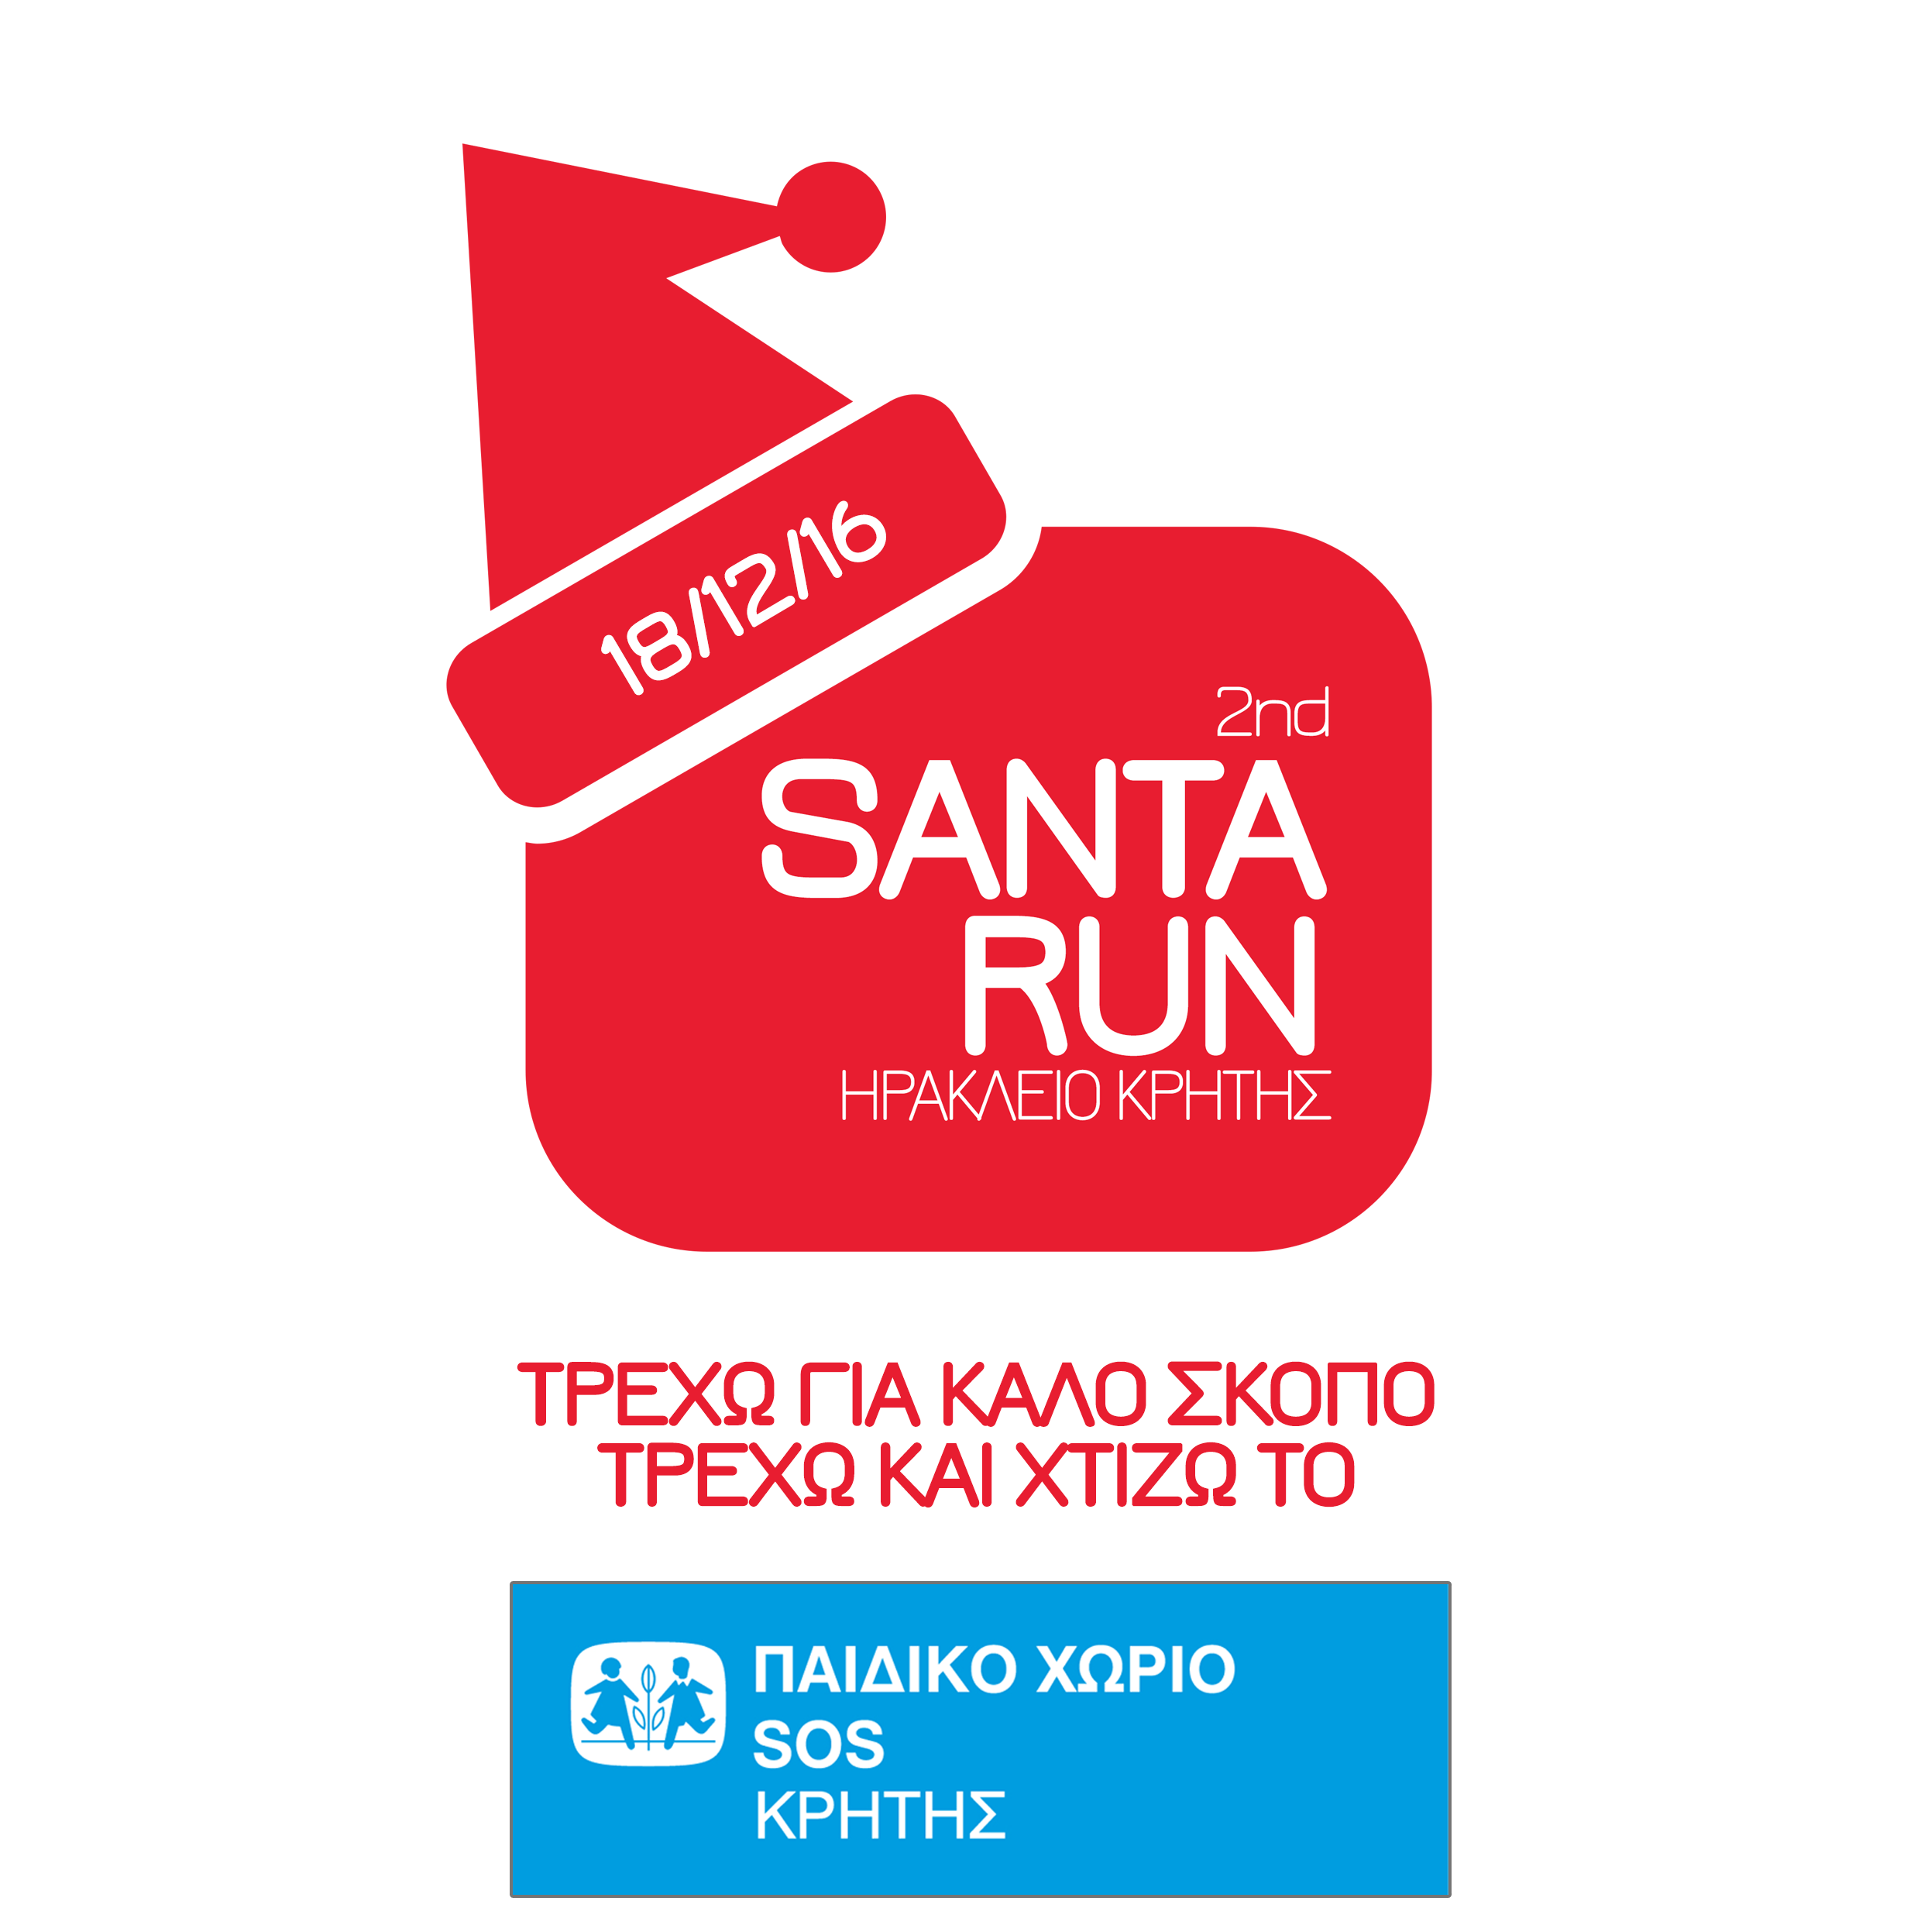 18/12/16
2nd
SANTA
RUN
ΗΡΑΚΛΕΙΟ ΚΡΗΤΗΣ
ΤΡΕΧΩ ΓΙΑ ΚΑΛΟ ΣΚΟΠΟ
ΤΡΕΧΩ ΚΑΙ ΧΤΙΖΩ ΤΟ
ΠΑΙΔΙΚΟ ΧΩΡΙΟ
SOS
ΚΡΗΤΗΣ